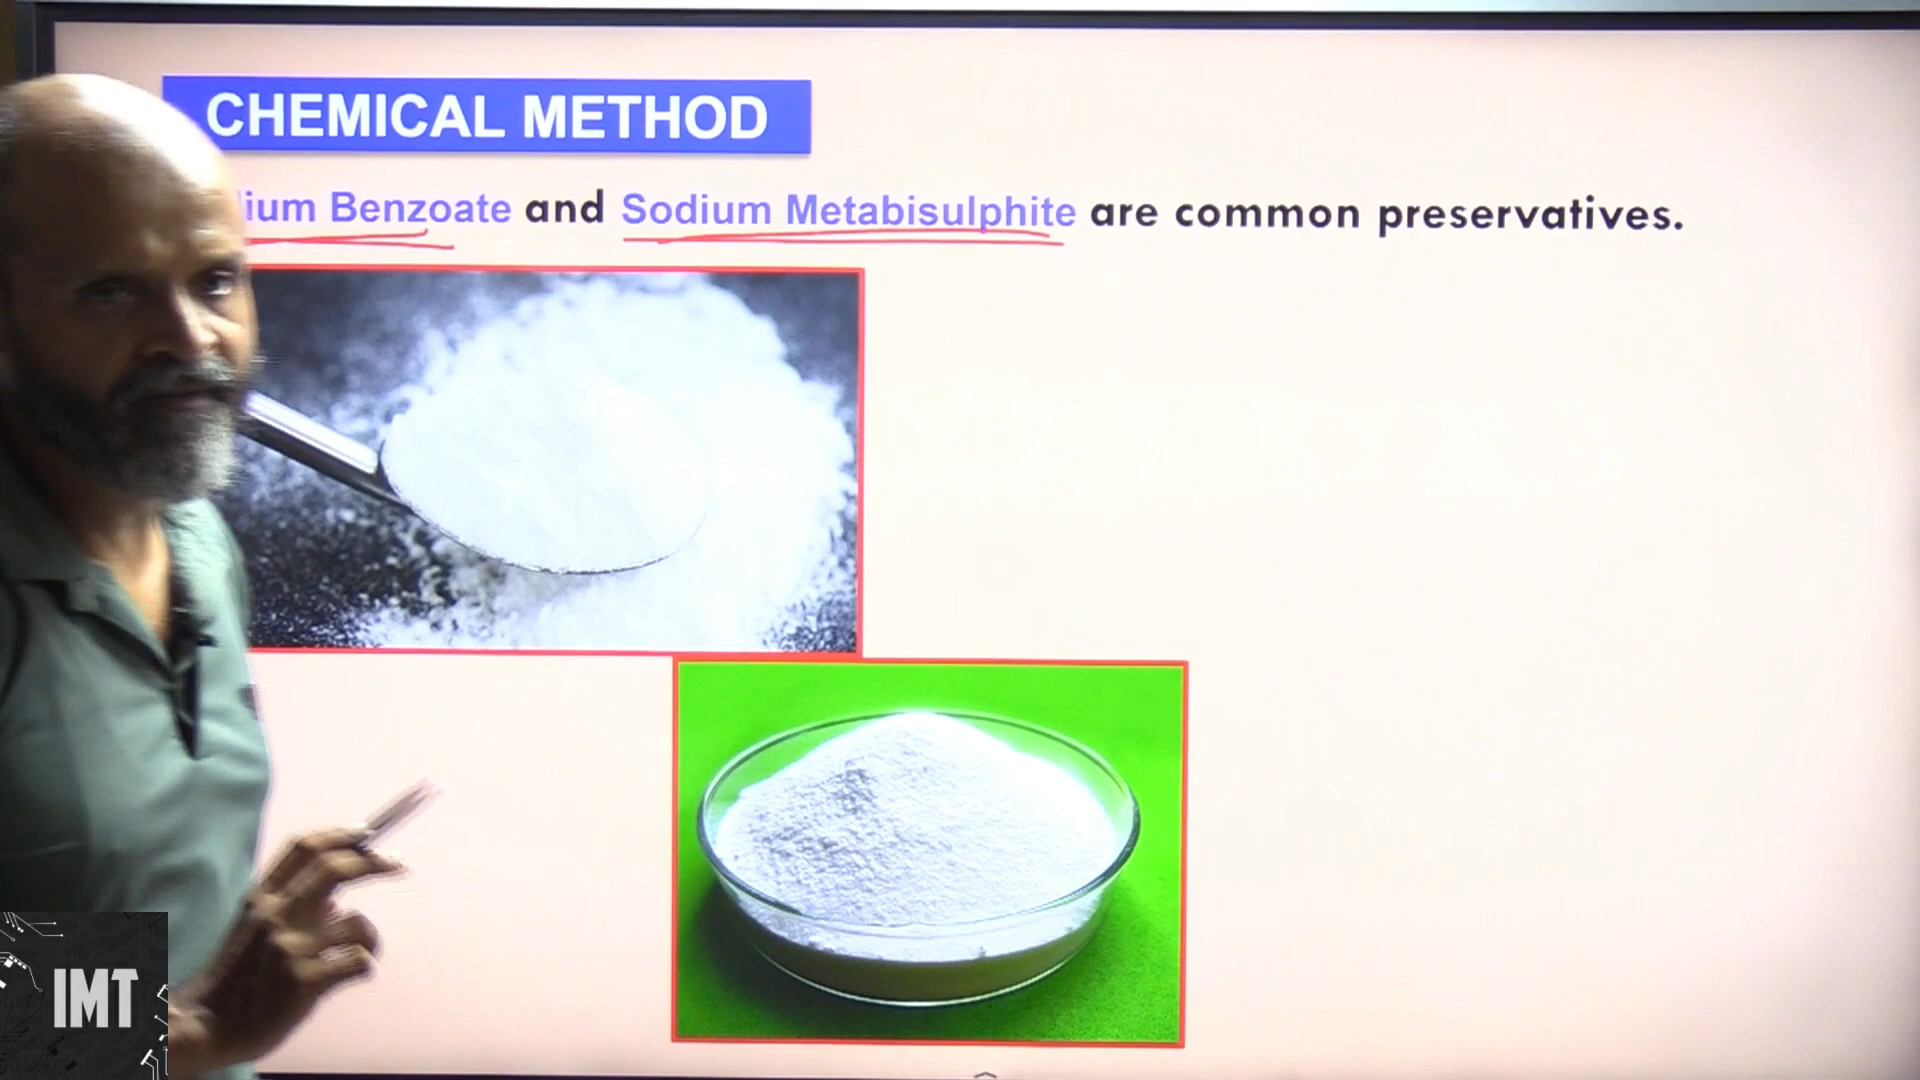 CHEMICAL METHOD
ium Benzoate and Sodium Metabisulphite are common preservatives.
IMT